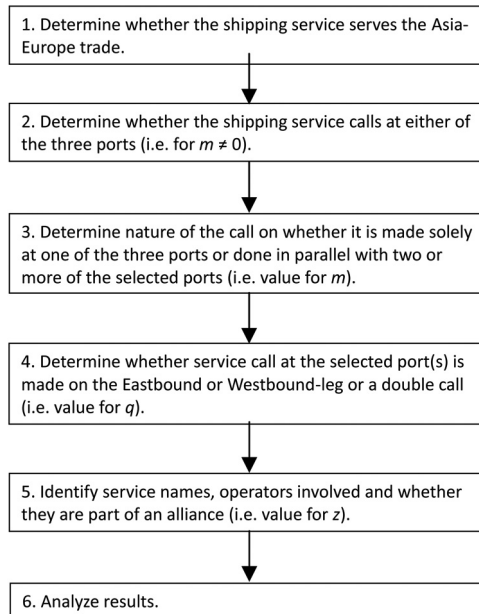 1. Determine whether the shipping service serves the Asia-
Europe trade.
2. Determine whether the shipping service calls at either of
the three ports (i.e. for m ≠ 0).
3. Determine nature of the call on whether it is made solely
at one of the three ports or done in parallel with two or
more of the selected ports (i.e. value for m).
4. Determine whether service call at the selected port(s) is
made on the Eastbound or Westbound-leg or a double call
(i.e. value for q).
5. Identify service names, operators involved and whether
they are part of an alliance (i.e. value for z).
6. Analyze results.